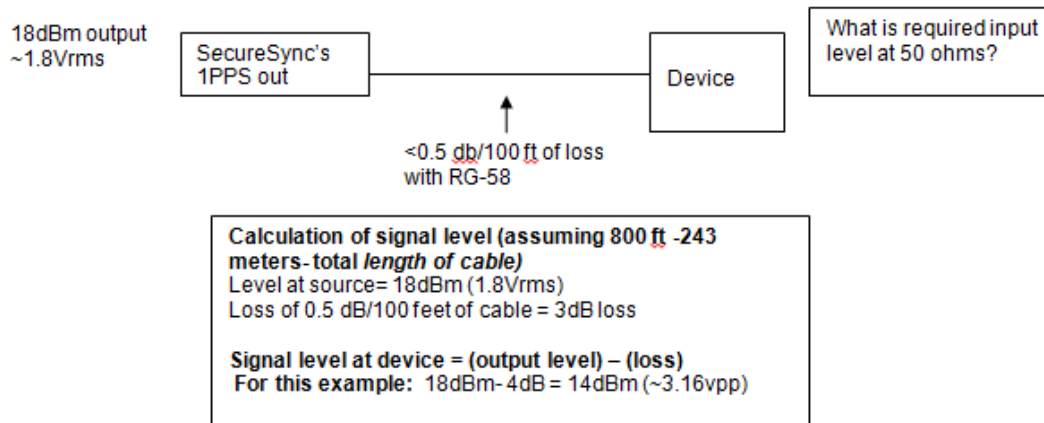 18dBm output
~1.8Vrms
SecureSync's
1PPS out
Device
What is required input
level at 50 ohms?
<0.5 db/100 ft of loss
with RG-58
Calculation of signal level (assuming 800 ft -243
meters- total length of cable)
Level at source= 18dBm (1.8Vrms)
Loss of 0.5 dB/100 feet of cable = 3dB loss
Signal level at device = (output level) – (loss)
For this example: 18dBm- 4dB = 14dBm (~3.16vpp)